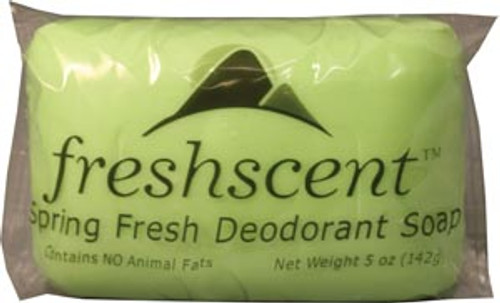 freshscent™
Spring Fresh Deodorant Soap
Contains NO Animal Fats
Net Weight 5 oz (142g)